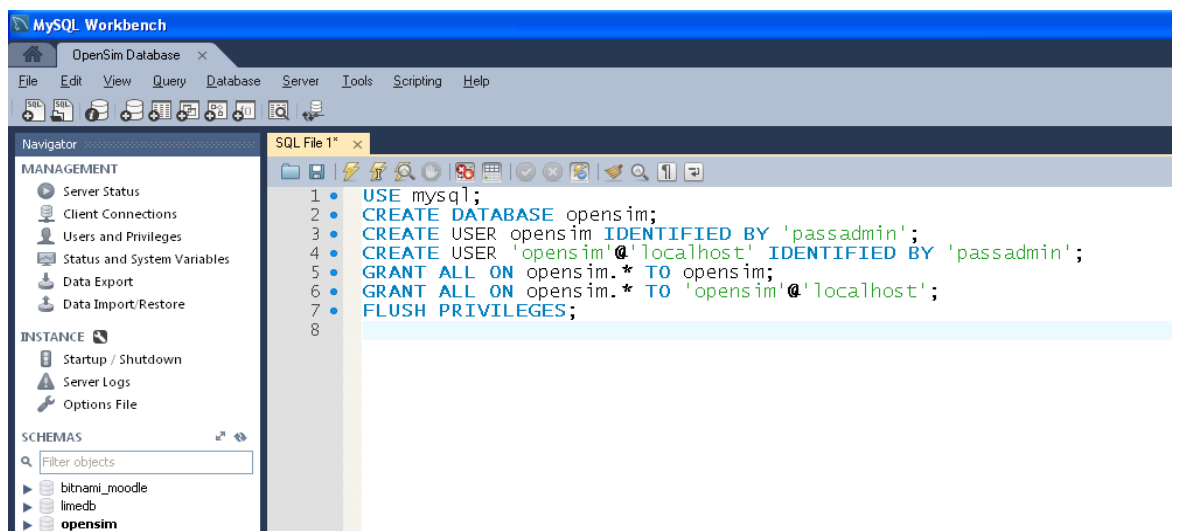 MySQL Workbench
OpenSim Database
File Edit View Query Database Server Tools Scripting Help
SQL SQL
Navigator
SQL File 1*
MANAGEMENT
Server Status
Client Connections
Users and Privileges
Status and System Variables
Data Export
Data Import/Restore
INSTANCE
Startup / Shutdown
Server Logs
Options File
SCHEMAS
Filter objects
bitnami_moodle
limedb
opensim
1 USE mysql;
2 CREATE DATABASE opensim;
3 CREATE USER opensim IDENTIFIED BY 'passadmin';
4 CREATE USER 'opensim'@'localhost' IDENTIFIED BY 'passadmin';
5 GRANT ALL ON opensim.* TO opensim;
6 GRANT ALL ON opensim.* TO 'opensim'@'localhost';
7 FLUSH PRIVILEGES;
8